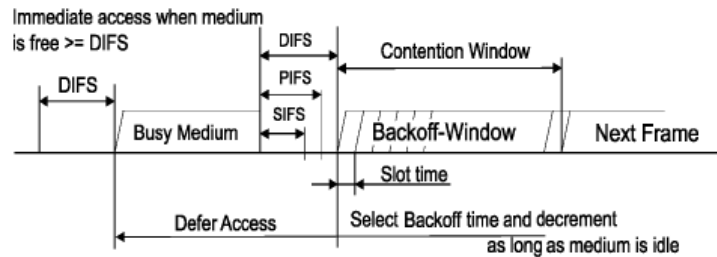 Immediate access when medium
is free >= DIFS
DIFS
Contention Window
DIFS
PIFS
SIFS
Busy Medium
Backoff-Window
Next Frame
Slot time
Defer Access
Select Backoff time and decrement
as long as medium is idle